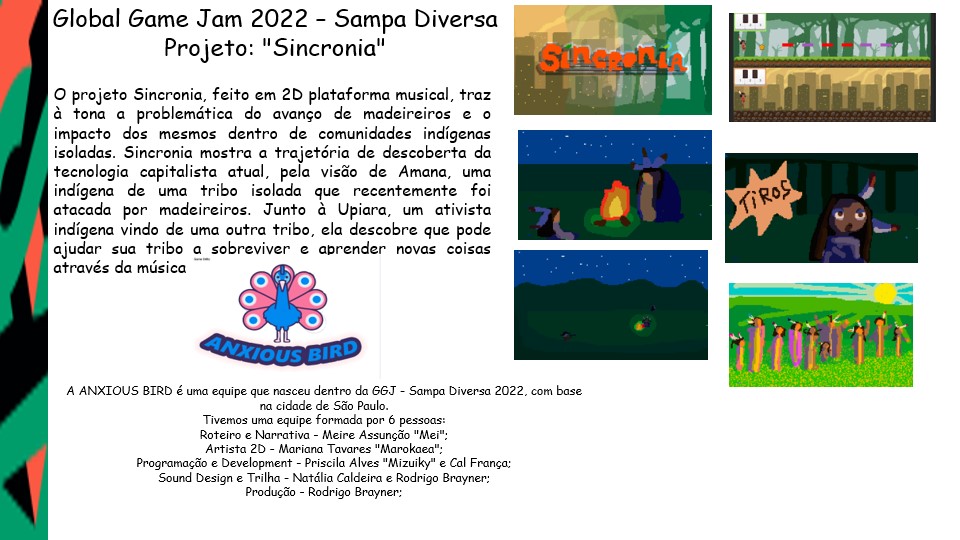 Global Game Jam 2022 – Sampa Diversa
Projeto: "Sincronia"
O projeto Sincronia, feito em 2D plataforma musical, traz
à tona a problemática do avanço de madeireiros e o
impacto dos mesmos dentro de comunidades indígenas
isoladas. Sincronia mostra a trajetória de descoberta da
tecnologia capitalista atual, pela visão de Amana, uma
indígena de uma tribo isolada que recentemente foi
atacada por madeireiros. Junto à Upiara, um ativista
indígena vindo de uma outra tribo, ela descobre que pode
ajudar sua tribo a sobreviver e aprender novas coisas
através da música
ANXIOUS BIRD
A ANXIOUS BIRD é uma equipe que nasceu dentro da GGJ – Sampa Diversa 2022, com base
na cidade de São Paulo.
Tivemos uma equipe formada por 6 pessoas:
Roteiro e Narrativa – Meire Assunção "Mei";
Artista 2D – Mariana Tavares "Marokaea";
Programação e Development – Priscila Alves "Mizuiky" e Cal França;
Sound Design e Trilha – Natália Caldeira e Rodrigo Brayner;
Produção – Rodrigo Brayner;
Sincronia
TIROS